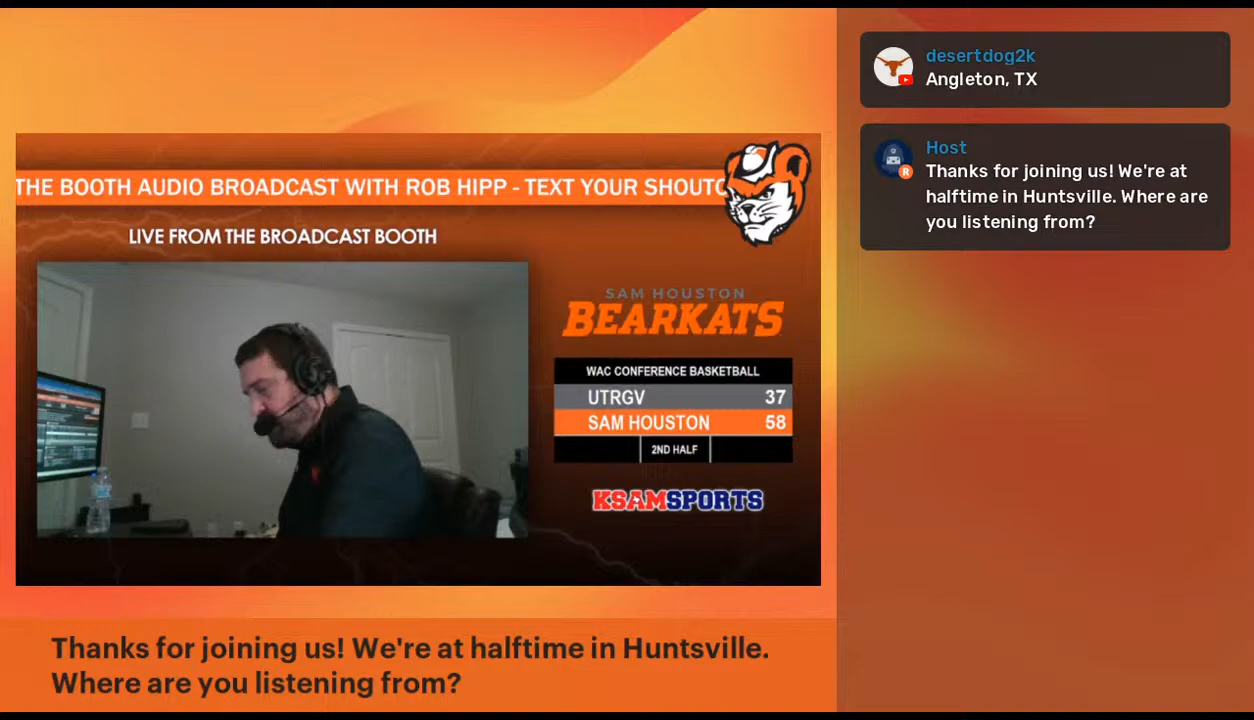 THE BOOTH AUDIO BROADCAST WITH ROB HIPP - TEXT YOUR SHOUTO
LIVE FROM THE BROADCAST BOOTH
SAM HOUSTON
BEARKATS
WAC CONFERENCE BASKETBALL
UTRGV 37
SAM HOUSTON 58
2ND HALF
KSAMSPORTS
Thanks for joining us! We're at halftime in Huntsville.
Where are you listening from?
desertdog2k
Angleton, TX
Host
R
Thanks for joining us! We're at
halftime in Huntsville. Where are
you listening from?